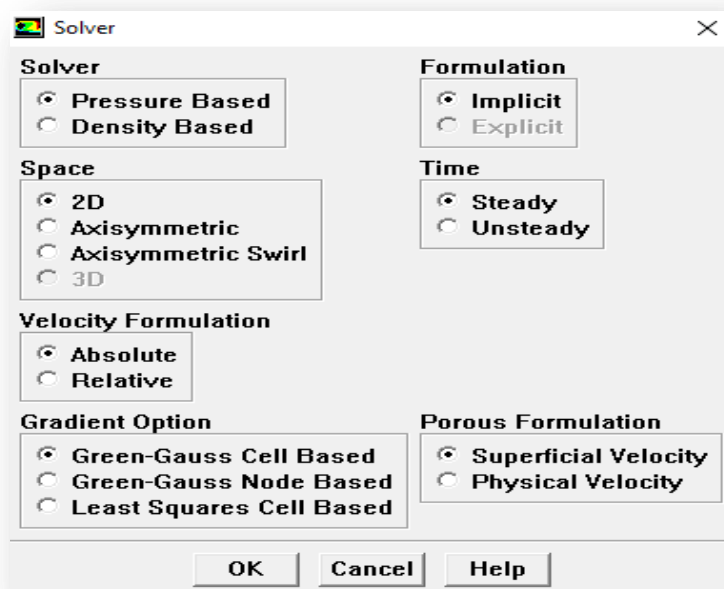 Solver
Solver
Pressure Based
Density Based
Formulation
Implicit
Explicit
Space
2D
Axisymmetric
Axisymmetric Swirl
3D
Time
Steady
Unsteady
Velocity Formulation
Absolute
Relative
Gradient Option
Green-Gauss Cell Based
Green-Gauss Node Based
Least Squares Cell Based
Porous Formulation
Superficial Velocity
Physical Velocity
OK Cancel Help